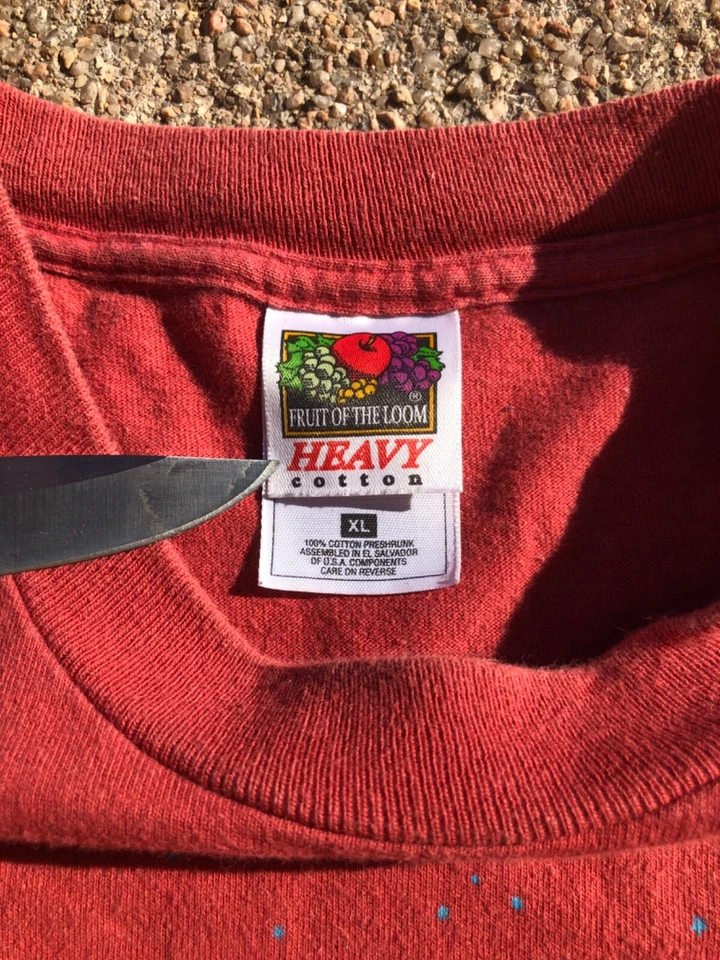 ®
FRUIT OF THE LOOM
HEAVY
cotton
XL
100% COTTON PRESHRUNK
ASSEMBLED IN EL SALVADOR
OF U.S.A. COMPONENTS
CARE ON REVERSE